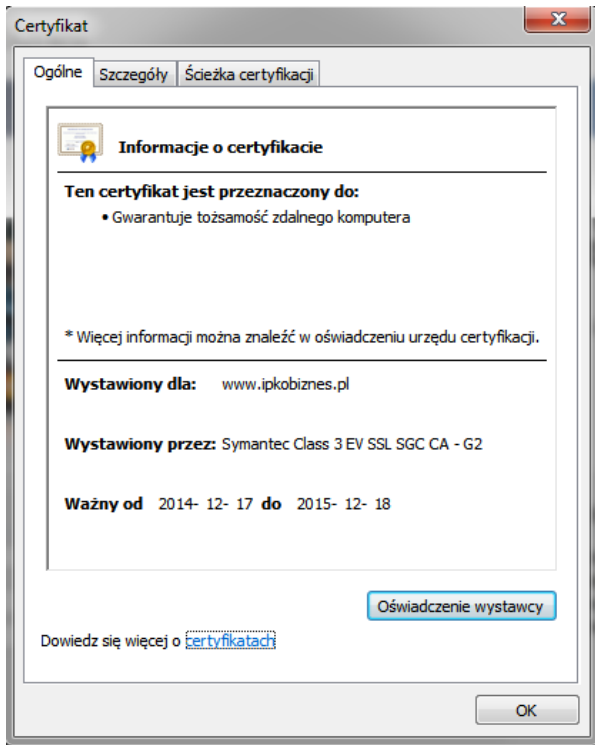 Certyfikat
Ogólne Szczegóły Ścieżka certyfikacji
Informacje o certyfikacie
Ten certyfikat jest przeznaczony do:
• Gwarantuje tożsamość zdalnego komputera
* Więcej informacji można znaleźć w oświadczeniu urzędu certyfikacji.
Wystawiony dla: www.ipkobiznes.pl
Wystawiony przez: Symantec Class 3 EV SSL SGC CA - G2
Ważny od 2014- 12- 17 do 2015- 12- 18
Oświadczenie wystawcy
Dowiedz się więcej o certyfikatach
OK